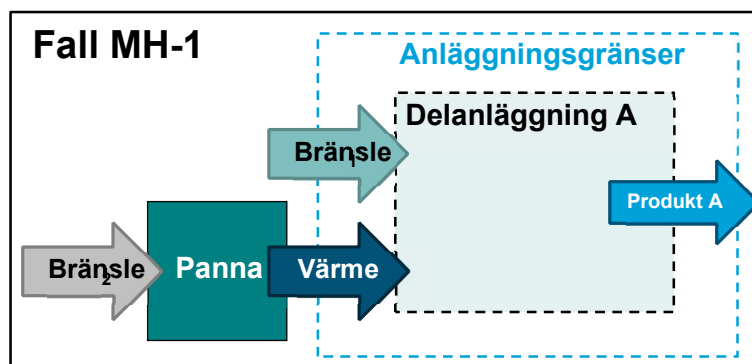 Fall MH-1
Anläggningsgränser
Delanläggning A
Bränsle1
Produkt A
Bränsle2
Panna
Värme